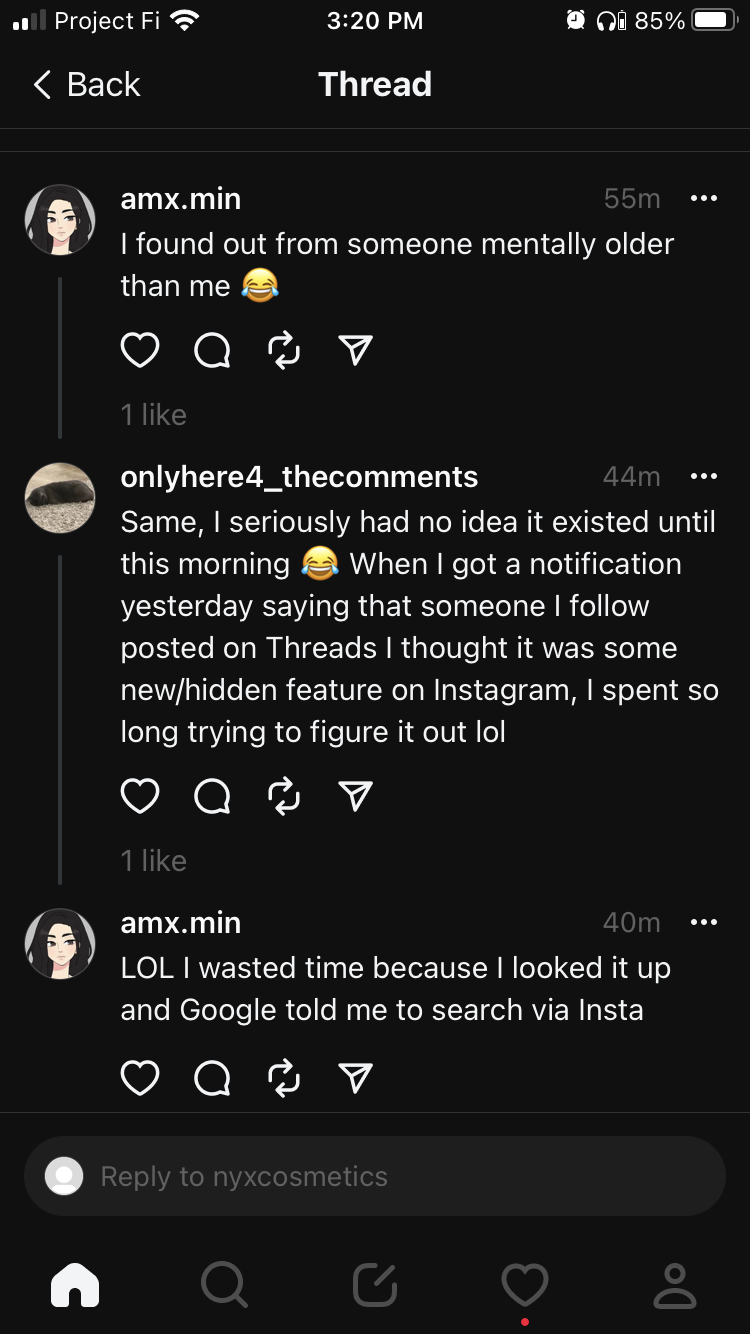 Project Fi 3:20 PM 85%
Back Thread
amx.min 55m
I found out from someone mentally older
than me 😂
1 like
onlyhere4_thecomments 44m
Same, I seriously had no idea it existed until
this morning 😂 When I got a notification
yesterday saying that someone I follow
posted on Threads I thought it was some
new/hidden feature on Instagram, I spent so
long trying to figure it out lol
1 like
amx.min 40m
LOL I wasted time because I looked it up
and Google told me to search via Insta
Reply to nyxcosmetics